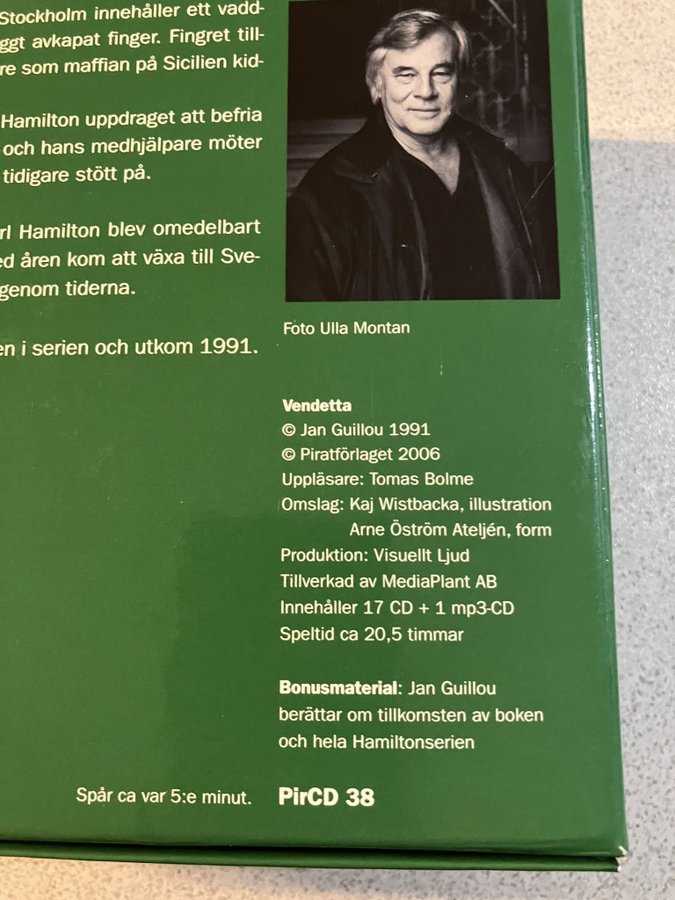 Stockholm innehåller ett vadd-
ggt avkapat finger. Fingret till-
re som maffian på Sicilien kid-
Hamilton uppdraget att befria
och hans medhjälpare möter
tidigare stött på.
rl Hamilton blev omedelbart
ed åren kom att växa till Sve-
genom tiderna.
en i serien och utkom 1991.
Foto Ulla Montan
Vendetta
© Jan Guillou 1991
© Piratförlaget 2006
Uppläsare: Tomas Bolme
Omslag: Kaj Wistbacka, illustration
Arne Öström Ateljén, form
Produktion: Visuellt Ljud
Tillverkad av MediaPlant AB
Innehåller 17 CD + 1 mp3-CD
Speltid ca 20,5 timmar
Bonusmaterial: Jan Guillou
berättar om tillkomsten av boken
och hela Hamiltonserien
Spår ca var 5:e minut. PirCD 38